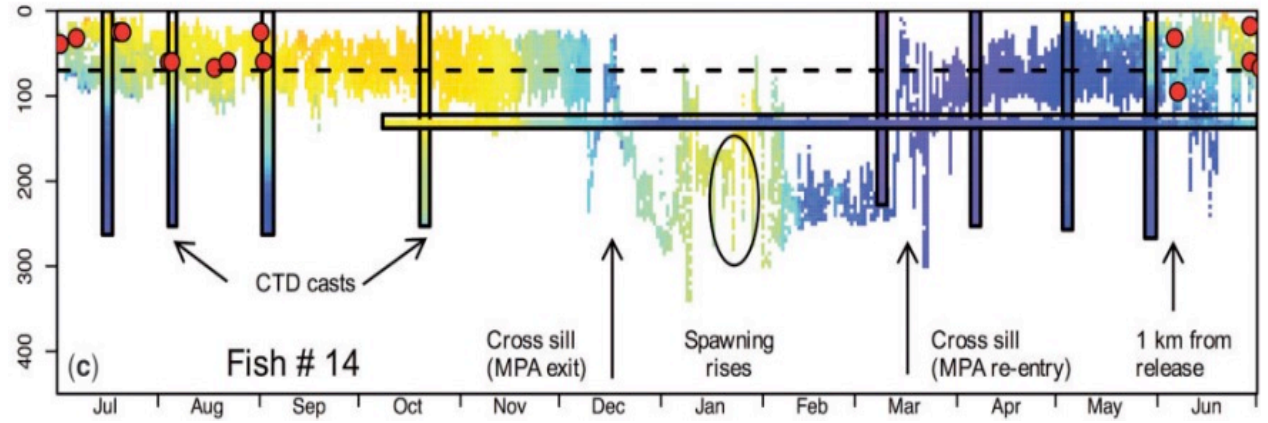 0
100
200
300
400
CTD casts
Cross sill
(MPA exit)
Spawning
rises
Cross sill
(MPA re-entry)
1 km from
release
(c)
Fish # 14
Jul Aug Sep Oct Nov Dec Jan Feb Mar Apr May Jun